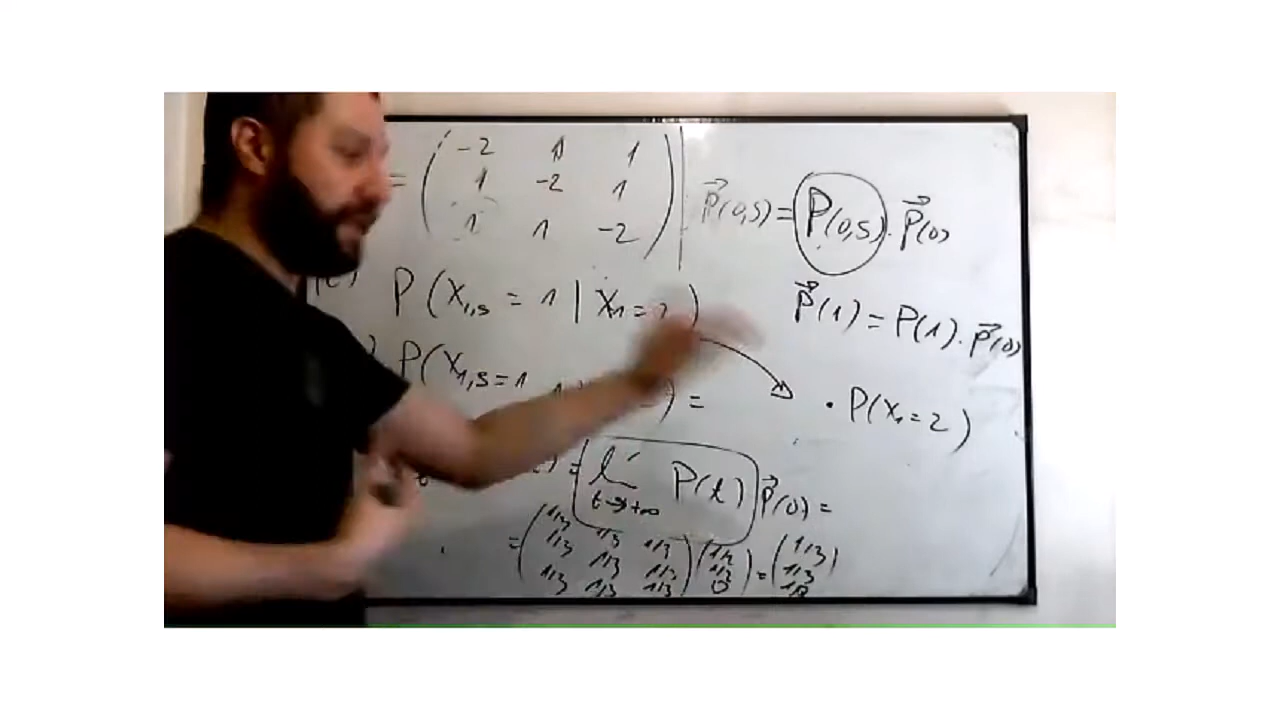 = ( -2 1 1
1 -2 1
1 1 -2 )
P⃗(0,5) = P(0,5) · P⃗(0)
P⃗(1) = P(1) · P⃗(0)
P(X₁,₅ = 1 | X₁ = 2)
P(X₁,₅ = 1
) =
· P(X₁ = 2)
= lím P(t) P⃗(0) =
t→+∞
= ( 1/3 1/3 1/3
1/3 1/3 1/3
1/3 1/3 1/3 ) ( 1/2
1/2
0 ) = ( 1/3
1/3
1/3 )